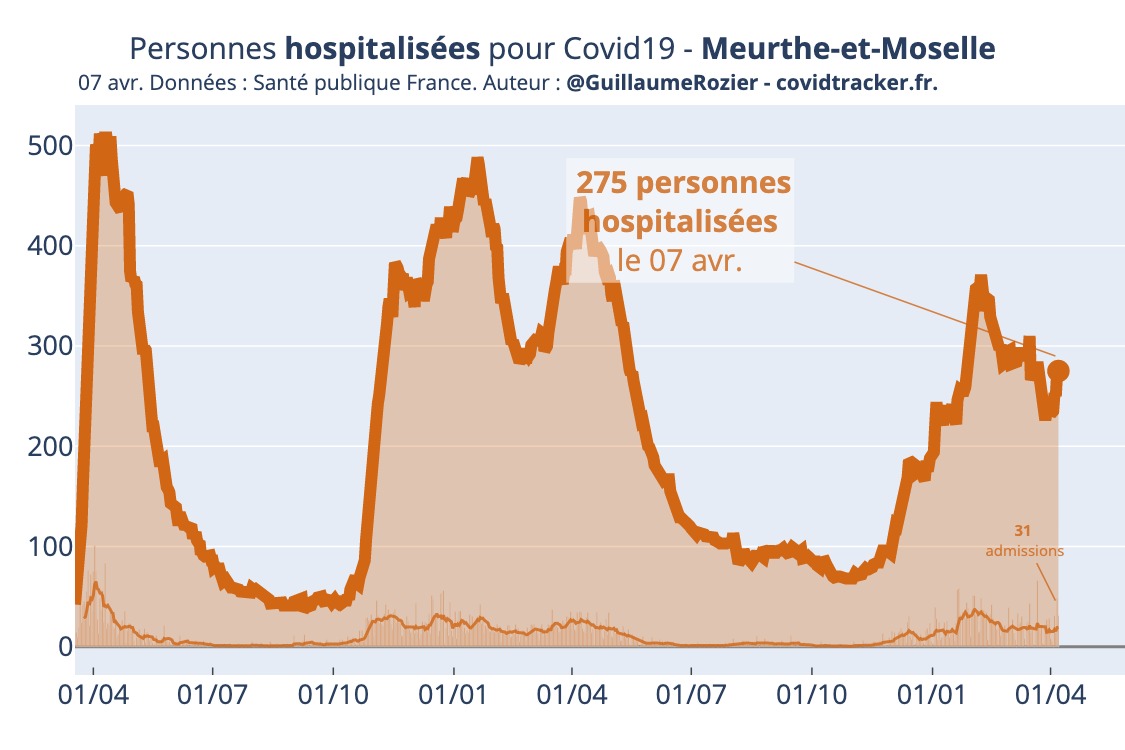 Personnes hospitalisées pour Covid19 - Meurthe-et-Moselle
07 avr. Données : Santé publique France. Auteur : @GuillaumeRozier - covidtracker.fr.
500
400
300
200
100
0
275 personnes
hospitalisées
le 07 avr.
31
admissions
01/04
01/07
01/10
01/01
01/04
01/07
01/10
01/01
01/04